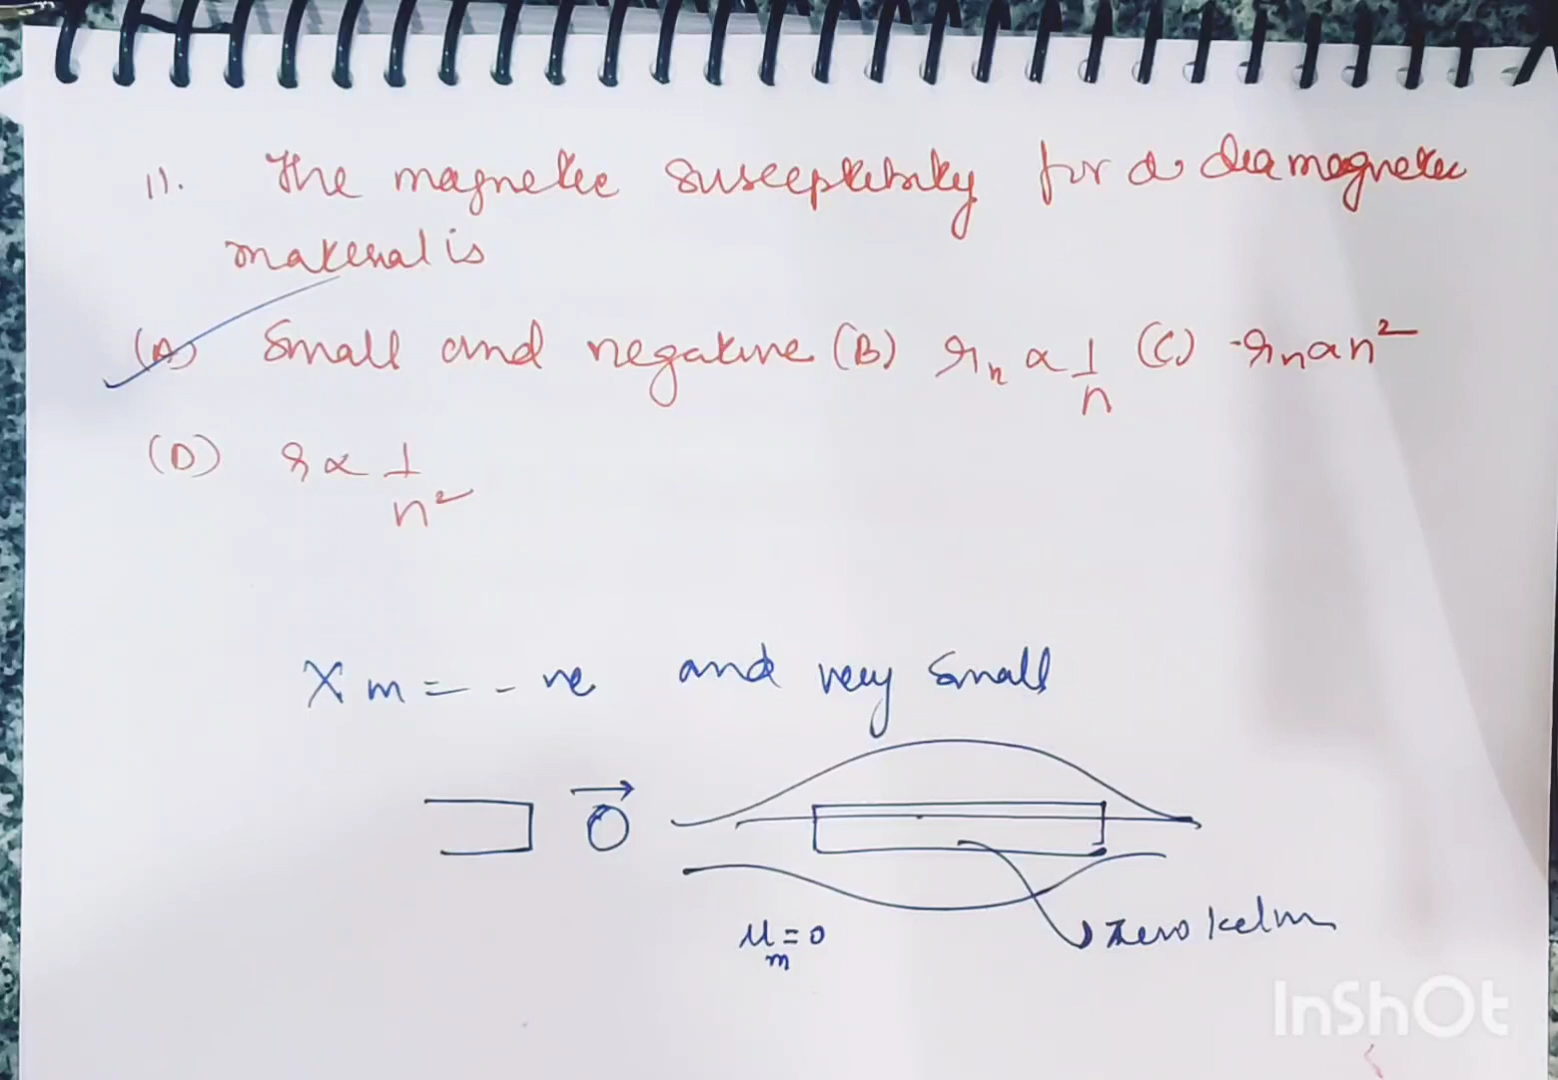 11. The magnetic susceptibility for a diamagnetic
material is
(A) Small and negative (B) rₙ ∝ 1/n (C) rₙ ∝ n²
(D) r ∝ 1/n²
χm = - ve and very small
O
μm = 0
zero kelvin
InShOt